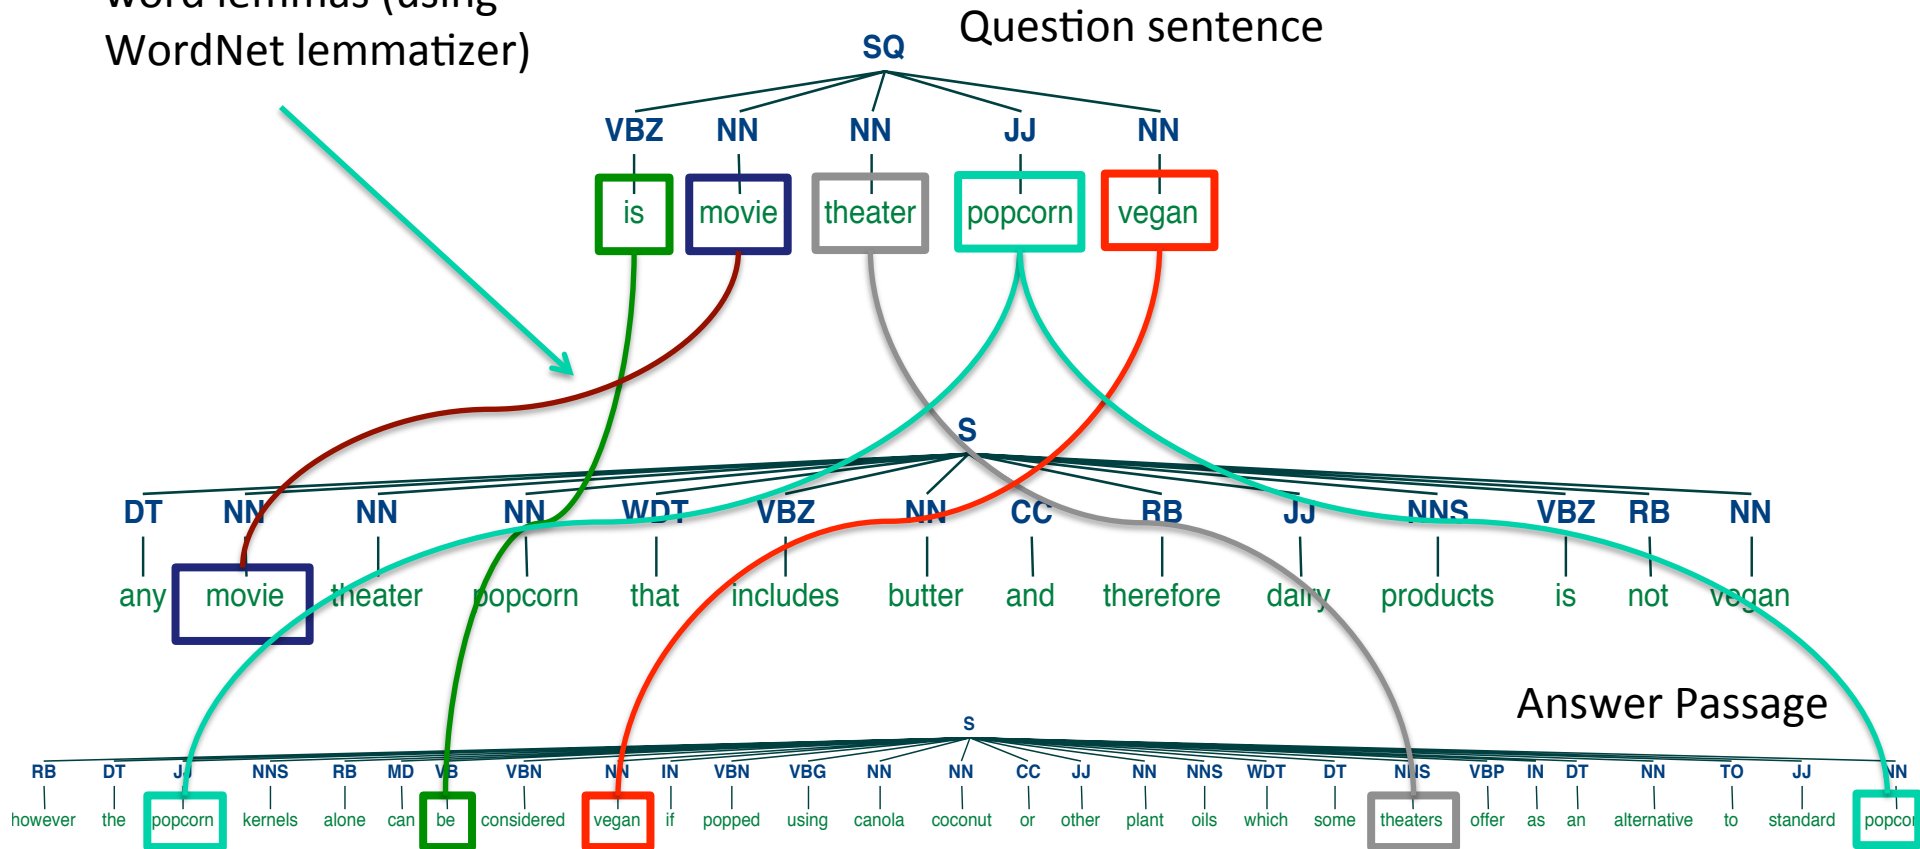 word lemmas (using
WordNet lemmatizer)
Question sentence
SQ
VBZ NN NN JJ NN
is movie theater popcorn vegan
S
DT NN NN NN WDT VBZ NN CC RB JJ NNS VBZ RB NN
any movie theater popcorn that includes butter and therefore dairy products is not vegan
Answer Passage
S
RB DT JJ NNS RB MD VB VBN NN IN VBN VBG NN NN CC JJ NN NNS WDT DT NNS VBP IN DT NN TO JJ NN
however the popcorn kernels alone can be considered vegan if popped using canola coconut or other plant oils which some theaters offer as an alternative to standard popcor